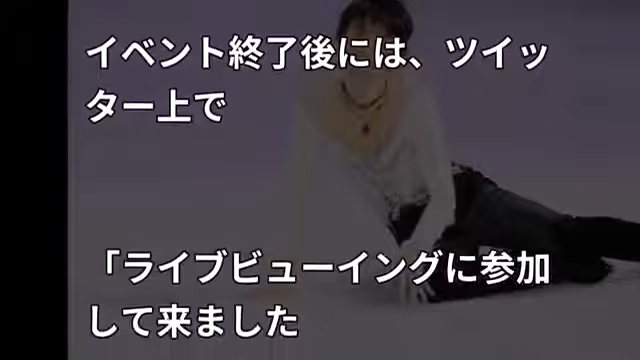 イベント終了後には、ツイッ
ター上で
「ライブビューイングに参加
して来ました